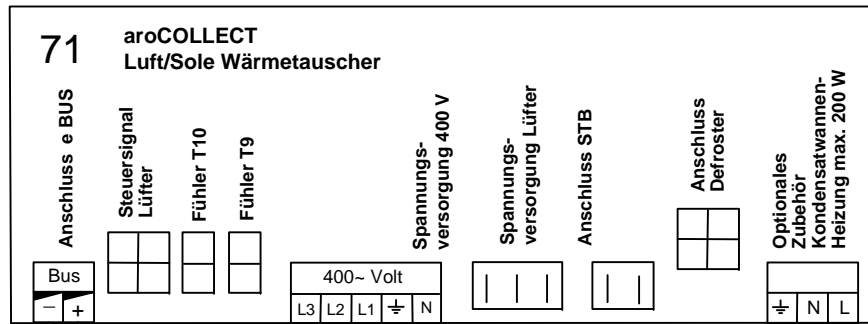 71
aroCOLLECT
Luft/Sole Wärmetauscher
Anschluss e BUS
Steuersignal
Lüfter
Fühler T10
Fühler T9
Spannungs-
versorgung 400 V
Spannungs-
versorgung Lüfter
Anschluss STB
Anschluss
Defroster
Optionales
Zubehör
Kondensatwannen-
Heizung max. 200 W
Bus
− +
400~ Volt
L3 L2 L1 ⏚ N
⏚ N L